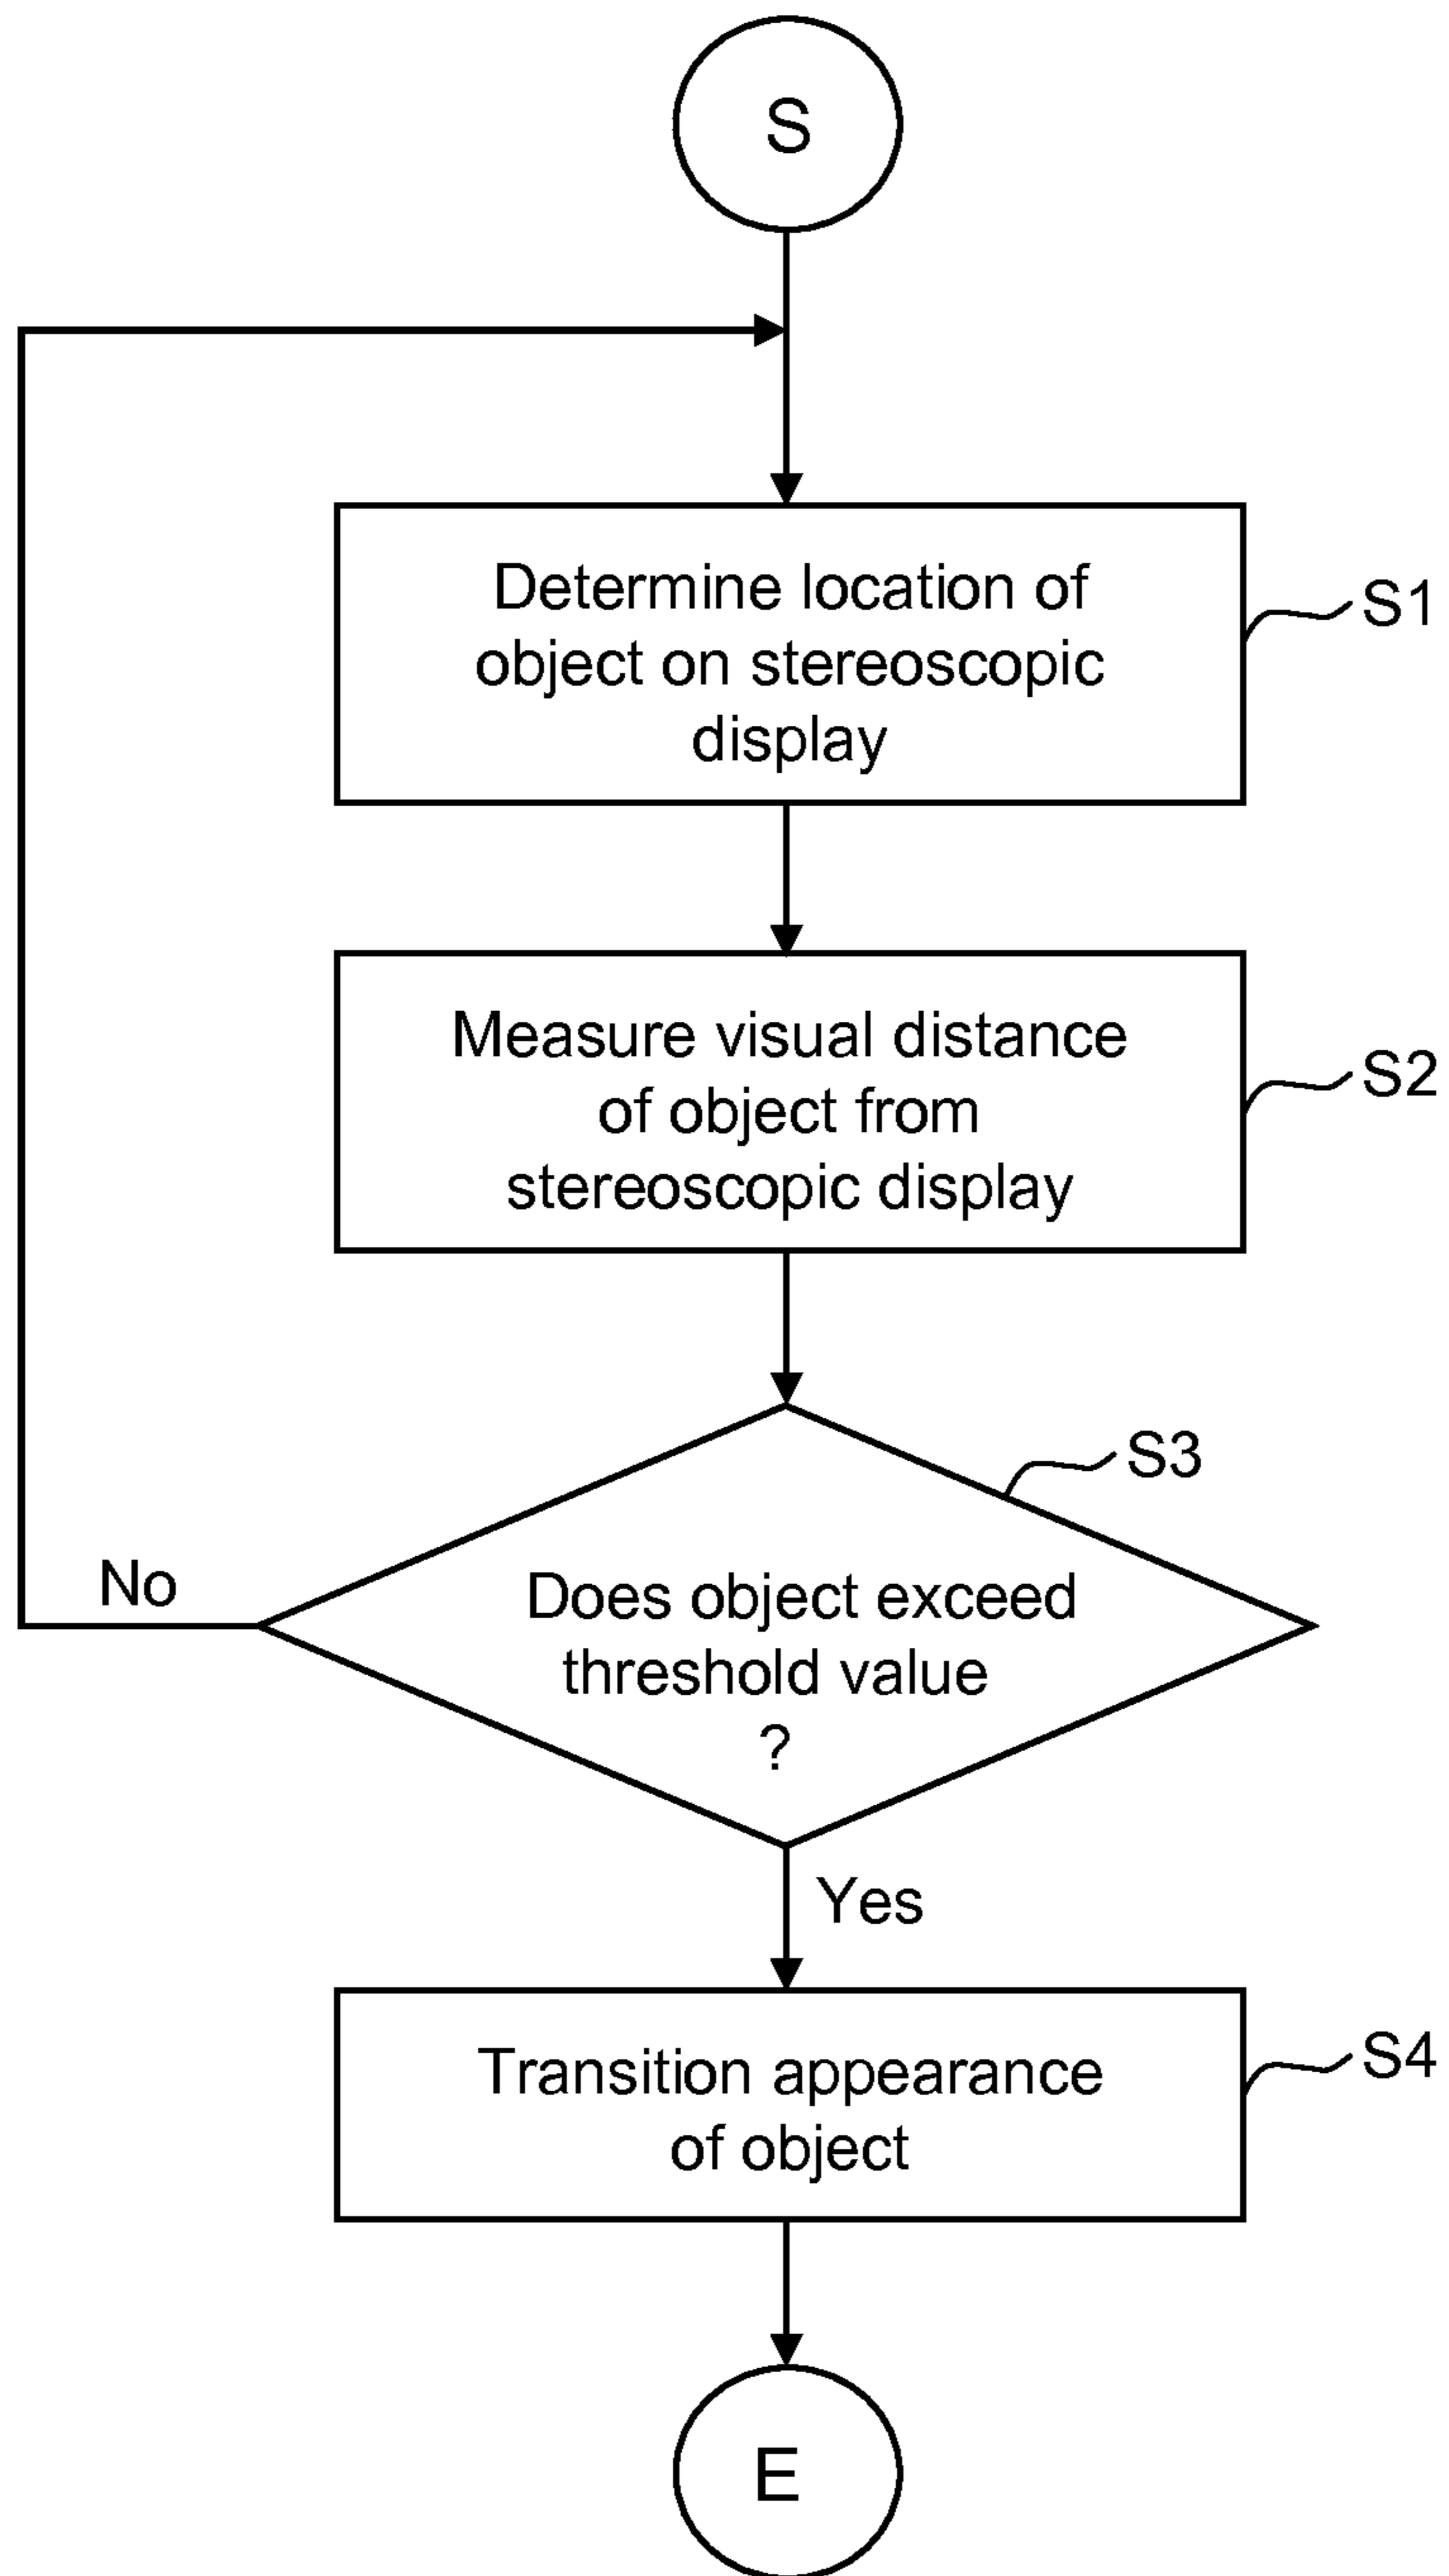 S
Determine location of
object on stereoscopic
display
S1
Measure visual distance
of object from
stereoscopic display
S2
S3
Does object exceed
threshold value
?
No
Yes
Transition appearance
of object
S4
E